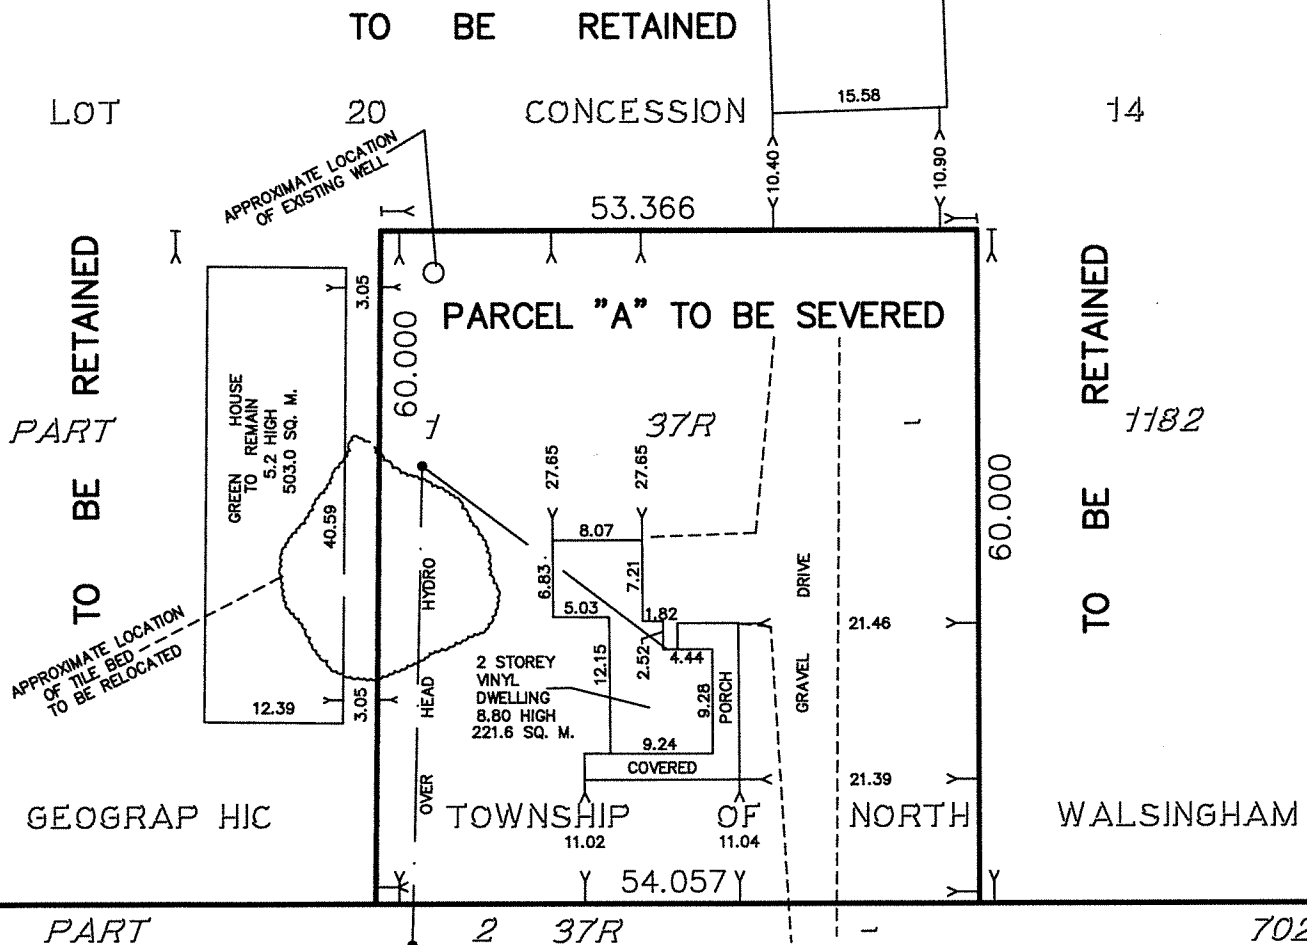 TO BE RETAINED
15.58
LOT 20 CONCESSION 14
APPROXIMATE LOCATION
OF EXISTING WELL
10.40
10.90
53.366
TO BE RETAINED
3.05
60.000
PARCEL "A" TO BE SEVERED
TO BE RETAINED
GREEN HOUSE
TO REMAIN
5.2 HIGH
503.0 SQ. M.
PART 1 37R - 1182
27.65
27.65
60.000
40.59
8.07
6.83
7.21
HYDRO
DRIVE
5.03
1.82
21.46
APPROXIMATE LOCATION
OF TILE BED
TO BE RELOCATED
2 STOREY
VINYL
DWELLING
8.80 HIGH
221.6 SQ. M.
12.15
2.52
4.44
9.28
PORCH
GRAVEL
12.39
3.05
HEAD
9.24
COVERED
21.39
OVER
GEOGRAP HIC TOWNSHIP OF NORTH WALSINGHAM
11.02
11.04
54.057
PART 2 37R - 702